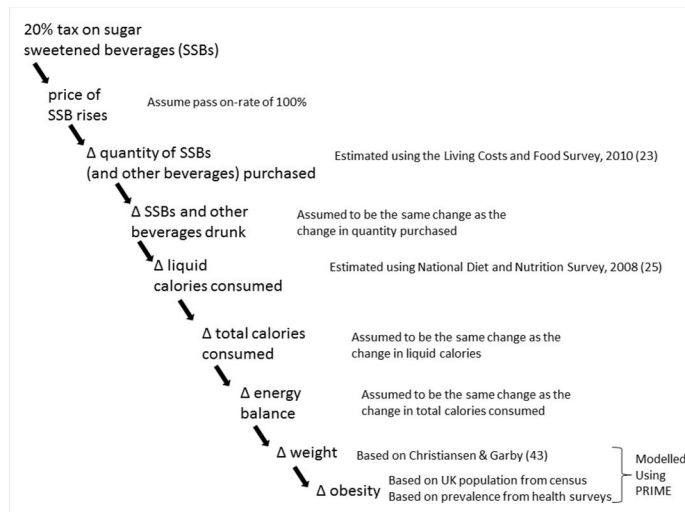 20% tax on sugar
sweetened beverages (SSBs)
price of
SSB rises
Assume pass on-rate of 100%
Δ quantity of SSBs
(and other beverages) purchased
Estimated using the Living Costs and Food Survey, 2010 (23)
Δ SSBs and other
beverages drunk
Assumed to be the same change as the
change in quantity purchased
Δ liquid
calories consumed
Estimated using National Diet and Nutrition Survey, 2008 (25)
Δ total calories
consumed
Assumed to be the same change as the
change in liquid calories
Δ energy
balance
Assumed to be the same change as the
change in total calories consumed
Δ weight
Based on Christiansen & Garby (43)
Δ obesity
Based on UK population from census
Based on prevalence from health surveys
Modelled
Using
PRIME